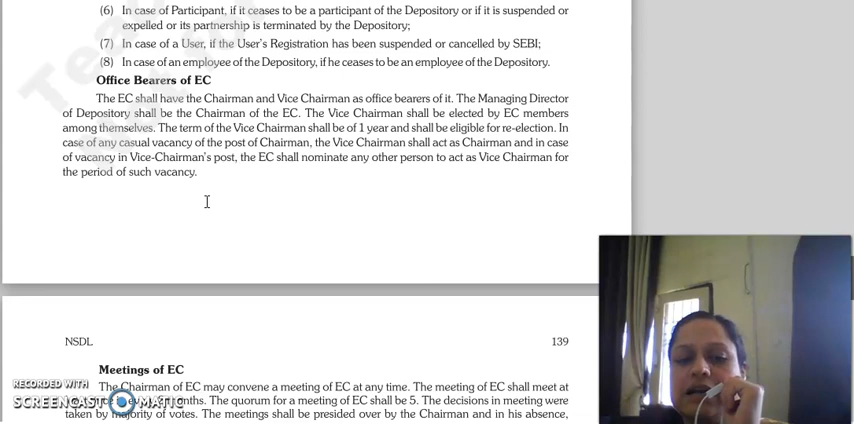 (6) In case of Participant, if it ceases to be a participant of the Depository or if it is suspended or
expelled or its partnership is terminated by the Depository;
(7) In case of a User, if the User's Registration has been suspended or cancelled by SEBI;
(8) In case of an employee of the Depository, if he ceases to be an employee of the Depository.
Office Bearers of EC
The EC shall have the Chairman and Vice Chairman as office bearers of it. The Managing Director
of Depository shall be the Chairman of the EC. The Vice Chairman shall be elected by EC members
among themselves. The term of the Vice Chairman shall be of 1 year and shall be eligible for re-election. In
case of any casual vacancy of the post of Chairman, the Vice Chairman shall act as Chairman and in case
of vacancy in Vice-Chairman's post, the EC shall nominate any other person to act as Vice Chairman for
the period of such vacancy.
NSDL 139
Meetings of EC
The Chairman of EC may convene a meeting of EC at any time. The meeting of EC shall meet at
The quorum for a meeting of EC shall be 5. The decisions in meeting were
taken by majority of votes. The meetings shall be presided over by the Chairman and in his absence,
RECORDED WITH
SCREENCAST MATIC